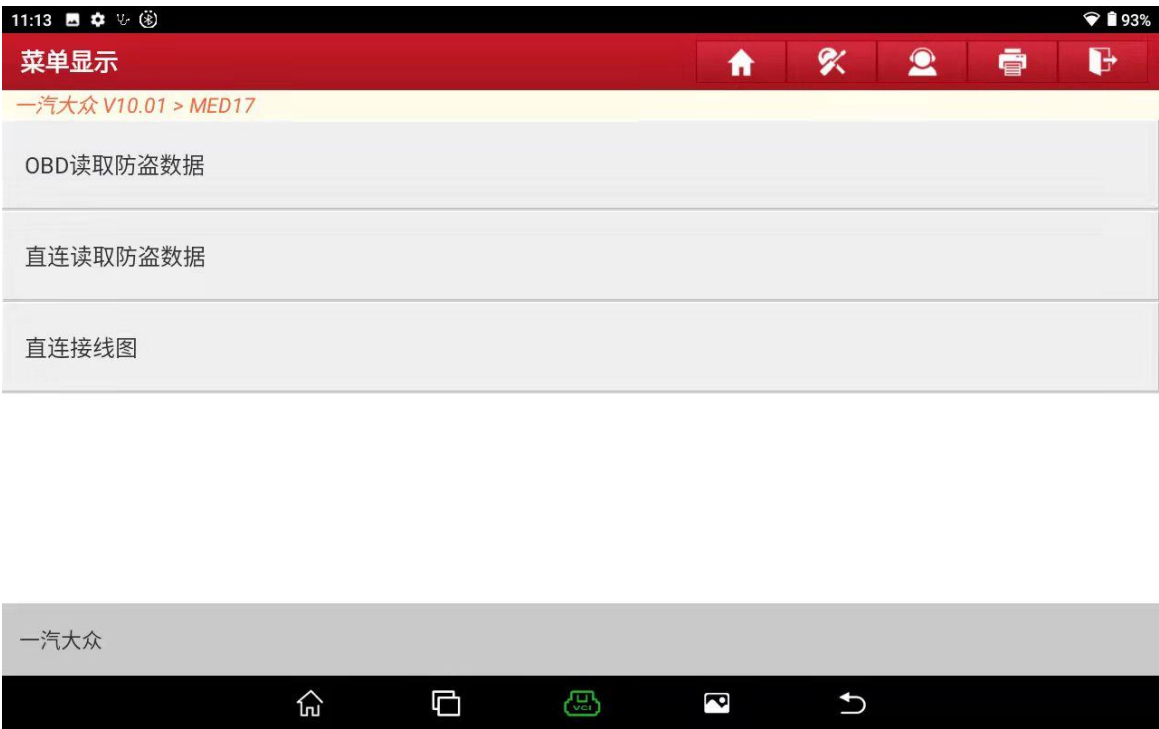 11:13 93%
菜单显示
一汽大众 V10.01 > MED17
OBD读取防盗数据
直连读取防盗数据
直连接线图
一汽大众
VCI